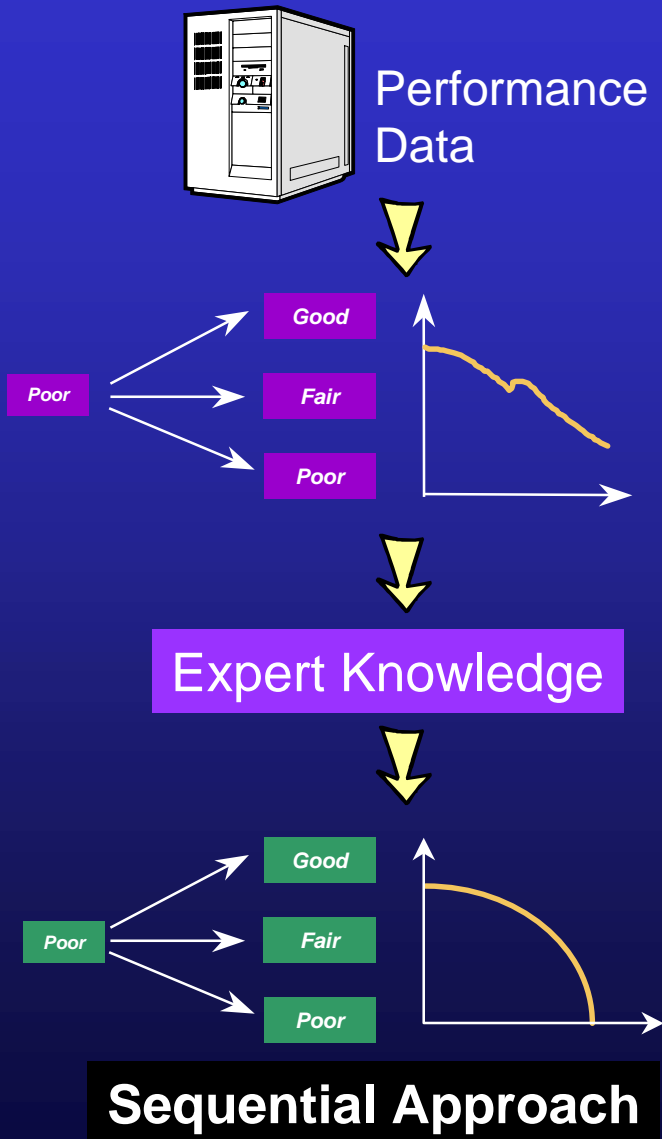 Performance
Data
Good
Poor
Fair
Poor
Expert Knowledge
Good
Poor
Fair
Poor
Sequential Approach